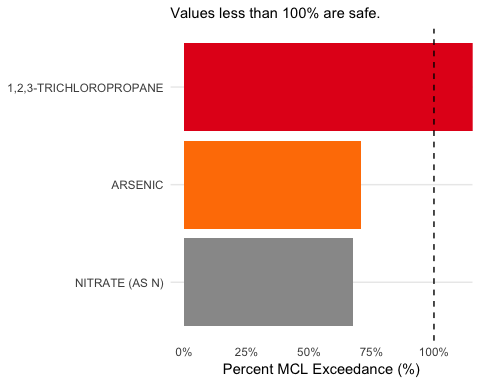 Values less than 100% are safe.
1,2,3-TRICHLOROPROPANE
ARSENIC
NITRATE (AS N)
0% 25% 50% 75% 100%
Percent MCL Exceedance (%)